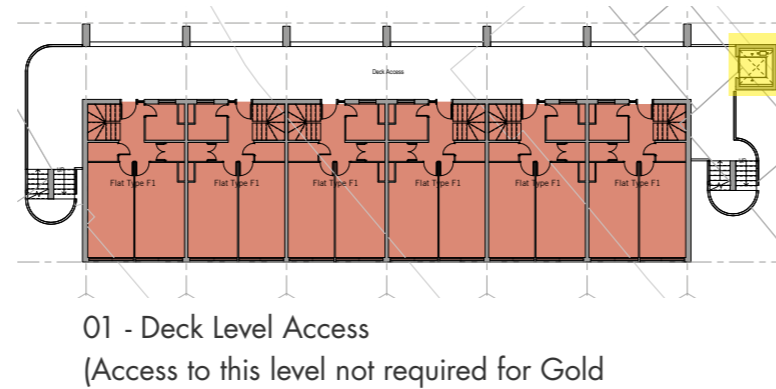 Deck Access
Flat Type F1 Flat Type F1 Flat Type F1 Flat Type F1 Flat Type F1 Flat Type F1
01 - Deck Level Access
(Access to this level not required for Gold